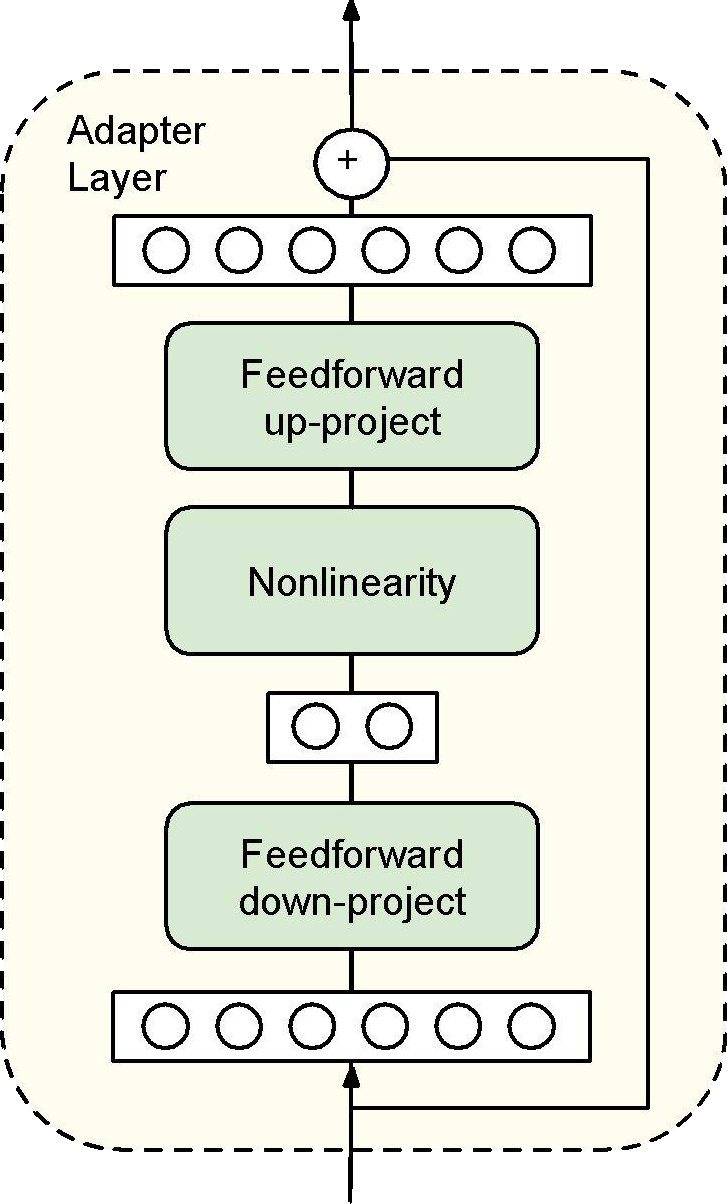 Adapter
Layer
+
Feedforward
up-project
Nonlinearity
Feedforward
down-project